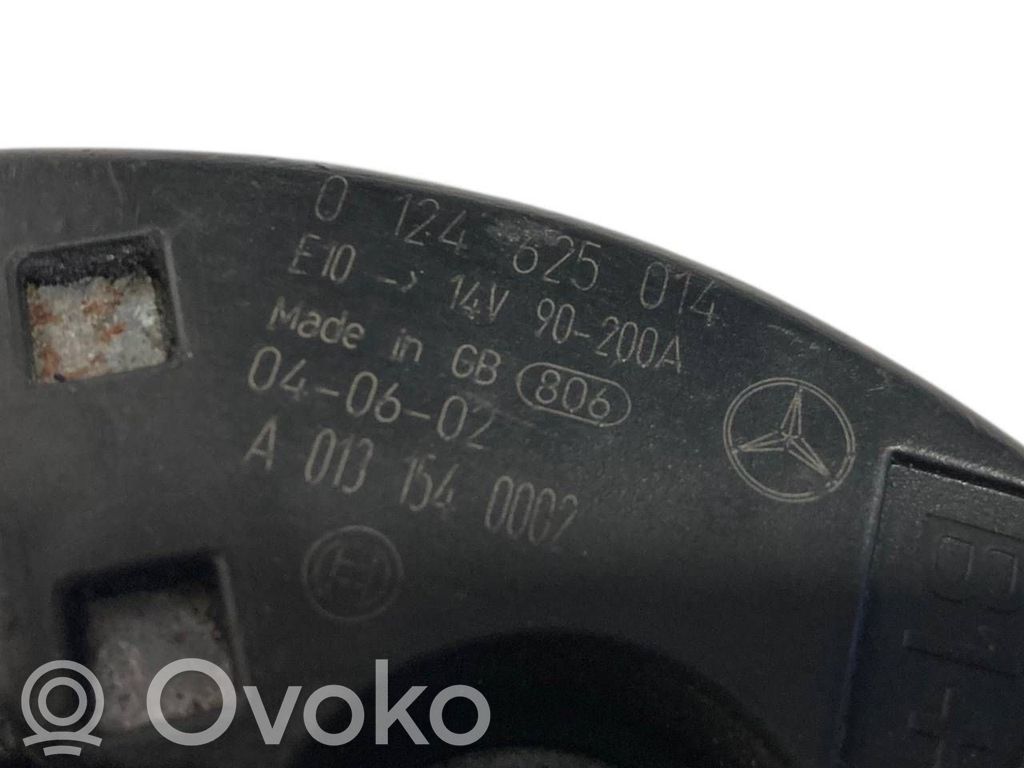 0 124 625 014
E10 → 14V 90-200A
Made in GB 806
04-06-02
A 013 154 0002
Ovoko